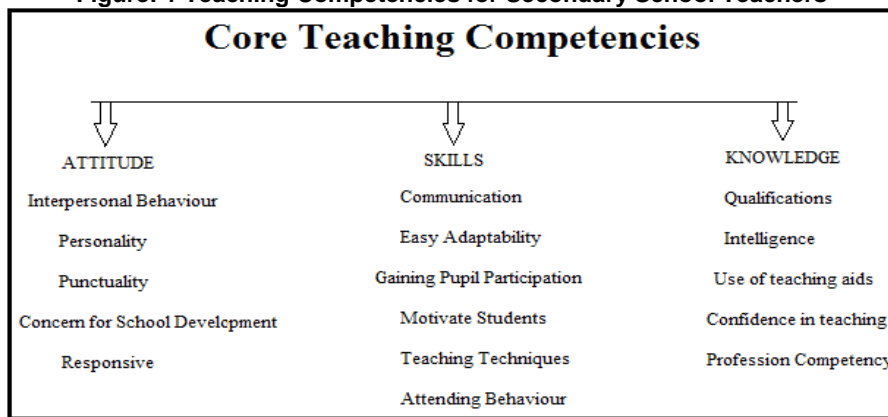 Figure: 1 Teaching Competencies for Secondary School Teachers
Core Teaching Competencies
ATTITUDE
Interpersonal Behaviour
Personality
Punctuality
Concern for School Development
Responsive
SKILLS
Communication
Easy Adaptability
Gaining Pupil Participation
Motivate Students
Teaching Techniques
Attending Behaviour
KNOWLEDGE
Qualifications
Intelligence
Use of teaching aids
Confidence in teaching
Profession Competency